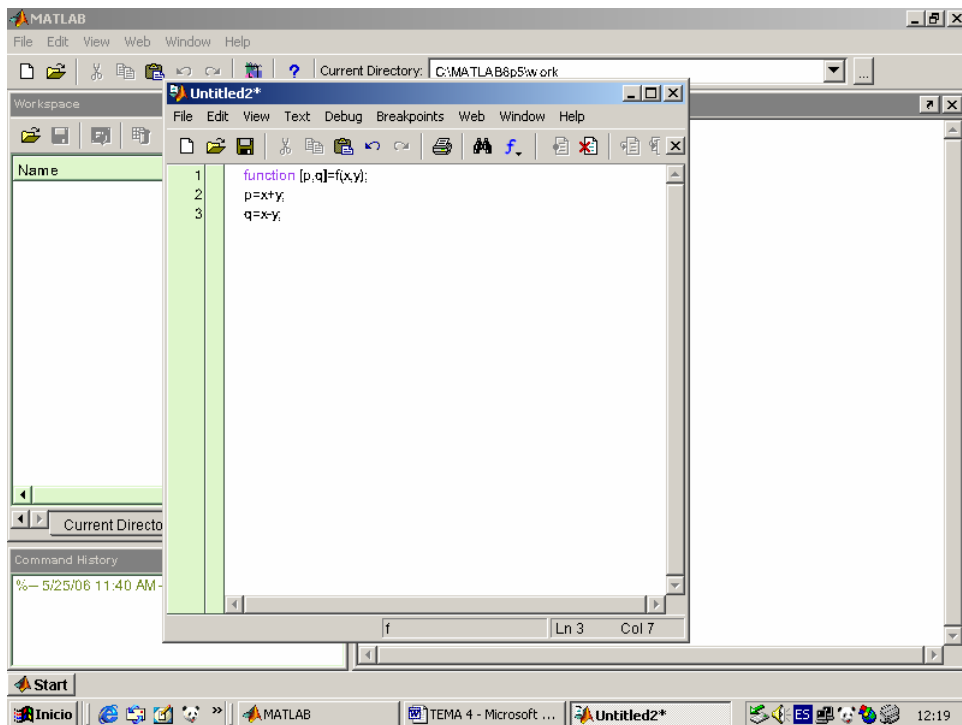 MATLAB
File Edit View Web Window Help
? Current Directory: C:\MATLAB6p5\work ...
Workspace
Name
Current Directo
Command History
%-- 5/25/06 11:40 AM -
Untitled2*
File Edit View Text Debug Breakpoints Web Window Help
1 function [p,q]=f(x,y);
2 p=x+y;
3 q=x-y;
f Ln 3 Col 7
Start
Inicio » MATLAB TEMA 4 - Microsoft ... Untitled2* ES 12:19